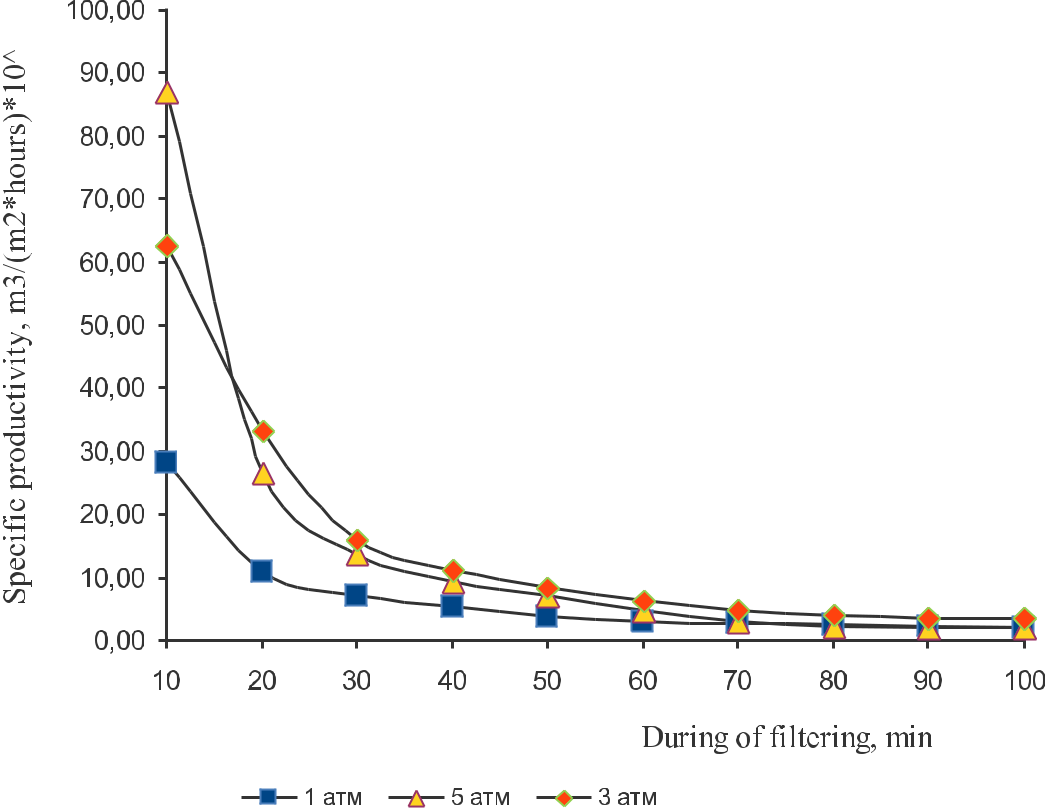 Specific productivity, m3/(m2*hours)*10^
100,00
90,00
80,00
70,00
60,00
50,00
40,00
30,00
20,00
10,00
0,00
10 20 30 40 50 60 70 80 90 100
During of filtering, min
1 атм 5 атм 3 атм